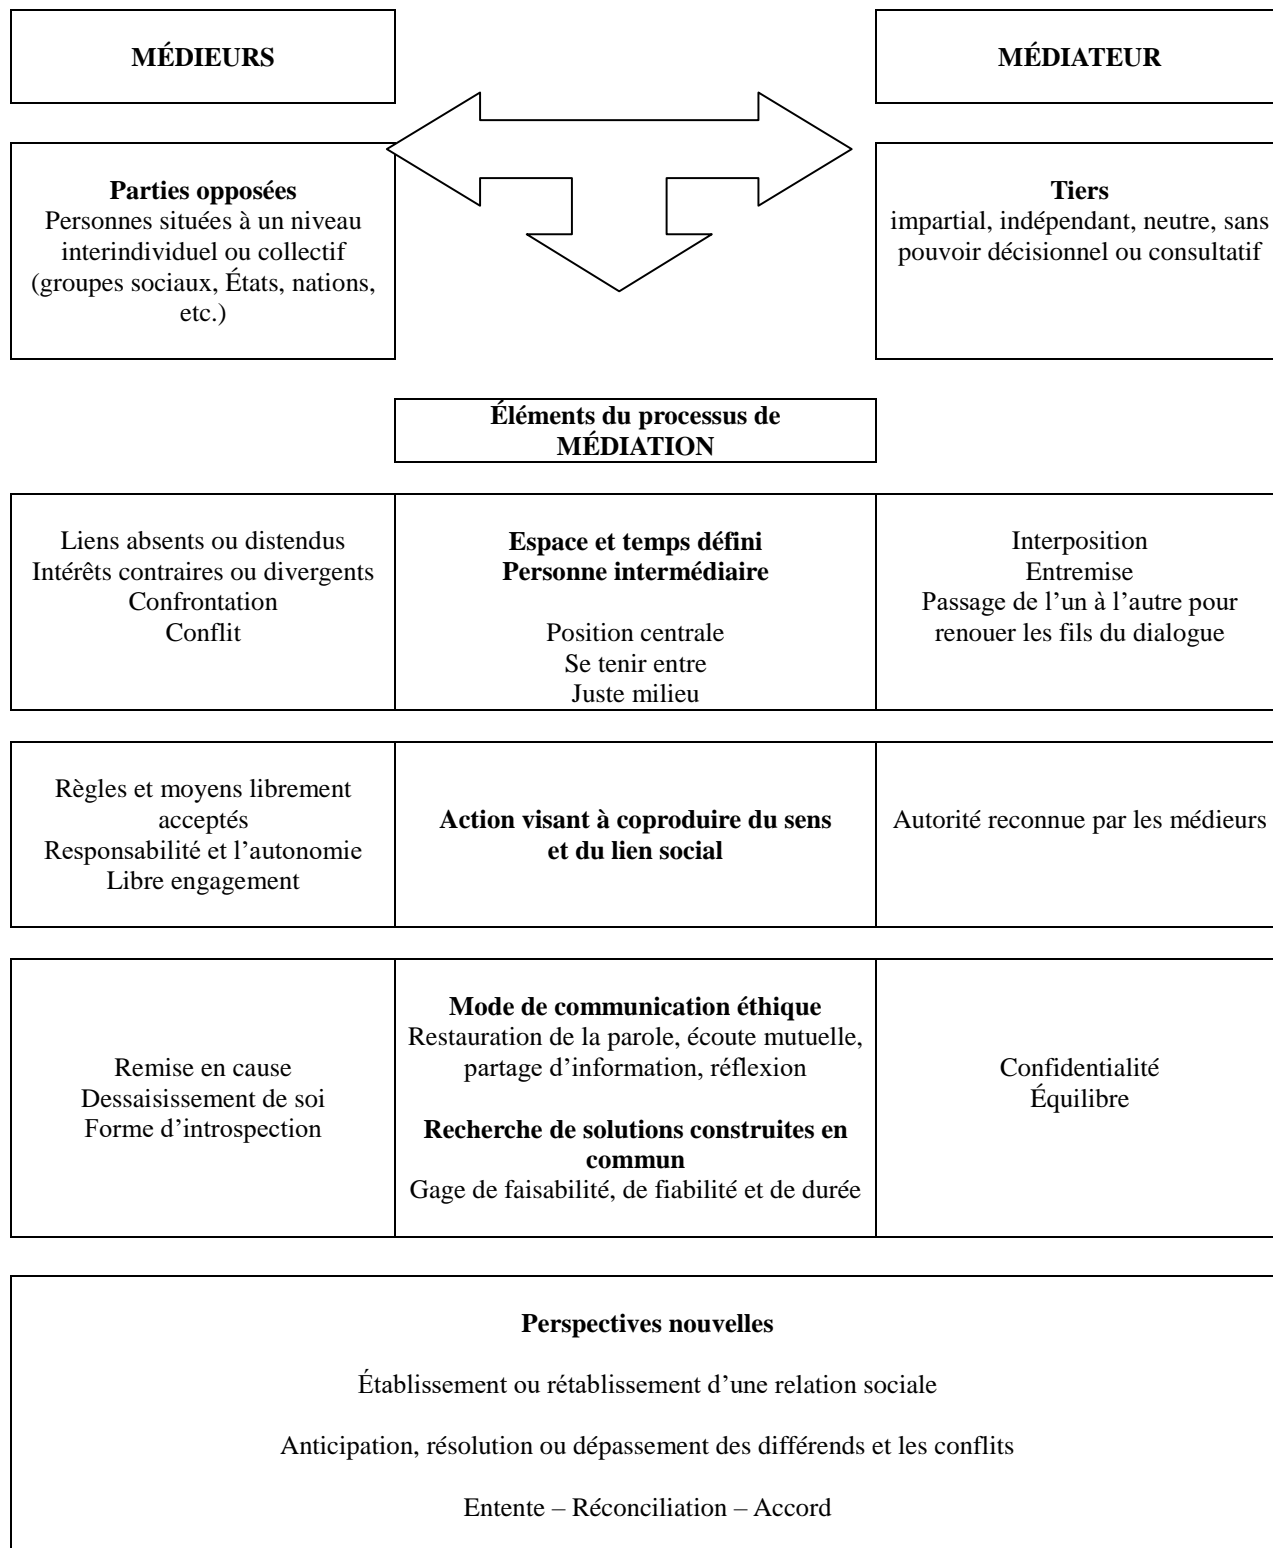 MÉDIEURS
MÉDIATEUR
Parties opposées
Personnes situées à un niveau
interindividuel ou collectif
(groupes sociaux, États, nations,
etc.)
Tiers
impartial, indépendant, neutre, sans
pouvoir décisionnel ou consultatif
Éléments du processus de
MÉDIATION
Liens absents ou distendus
Intérêts contraires ou divergents
Confrontation
Conflit
Espace et temps défini
Personne intermédiaire
Position centrale
Se tenir entre
Juste milieu
Interposition
Entremise
Passage de l’un à l’autre pour
renouer les fils du dialogue
Règles et moyens librement
acceptés
Responsabilité et l’autonomie
Libre engagement
Action visant à coproduire du sens
et du lien social
Autorité reconnue par les médieurs
Remise en cause
Dessaisissement de soi
Forme d’introspection
Mode de communication éthique
Restauration de la parole, écoute mutuelle,
partage d’information, réflexion
Recherche de solutions construites en
commun
Gage de faisabilité, de fiabilité et de durée
Confidentialité
Équilibre
Perspectives nouvelles
Établissement ou rétablissement d’une relation sociale
Anticipation, résolution ou dépassement des différends et les conflits
Entente – Réconciliation – Accord